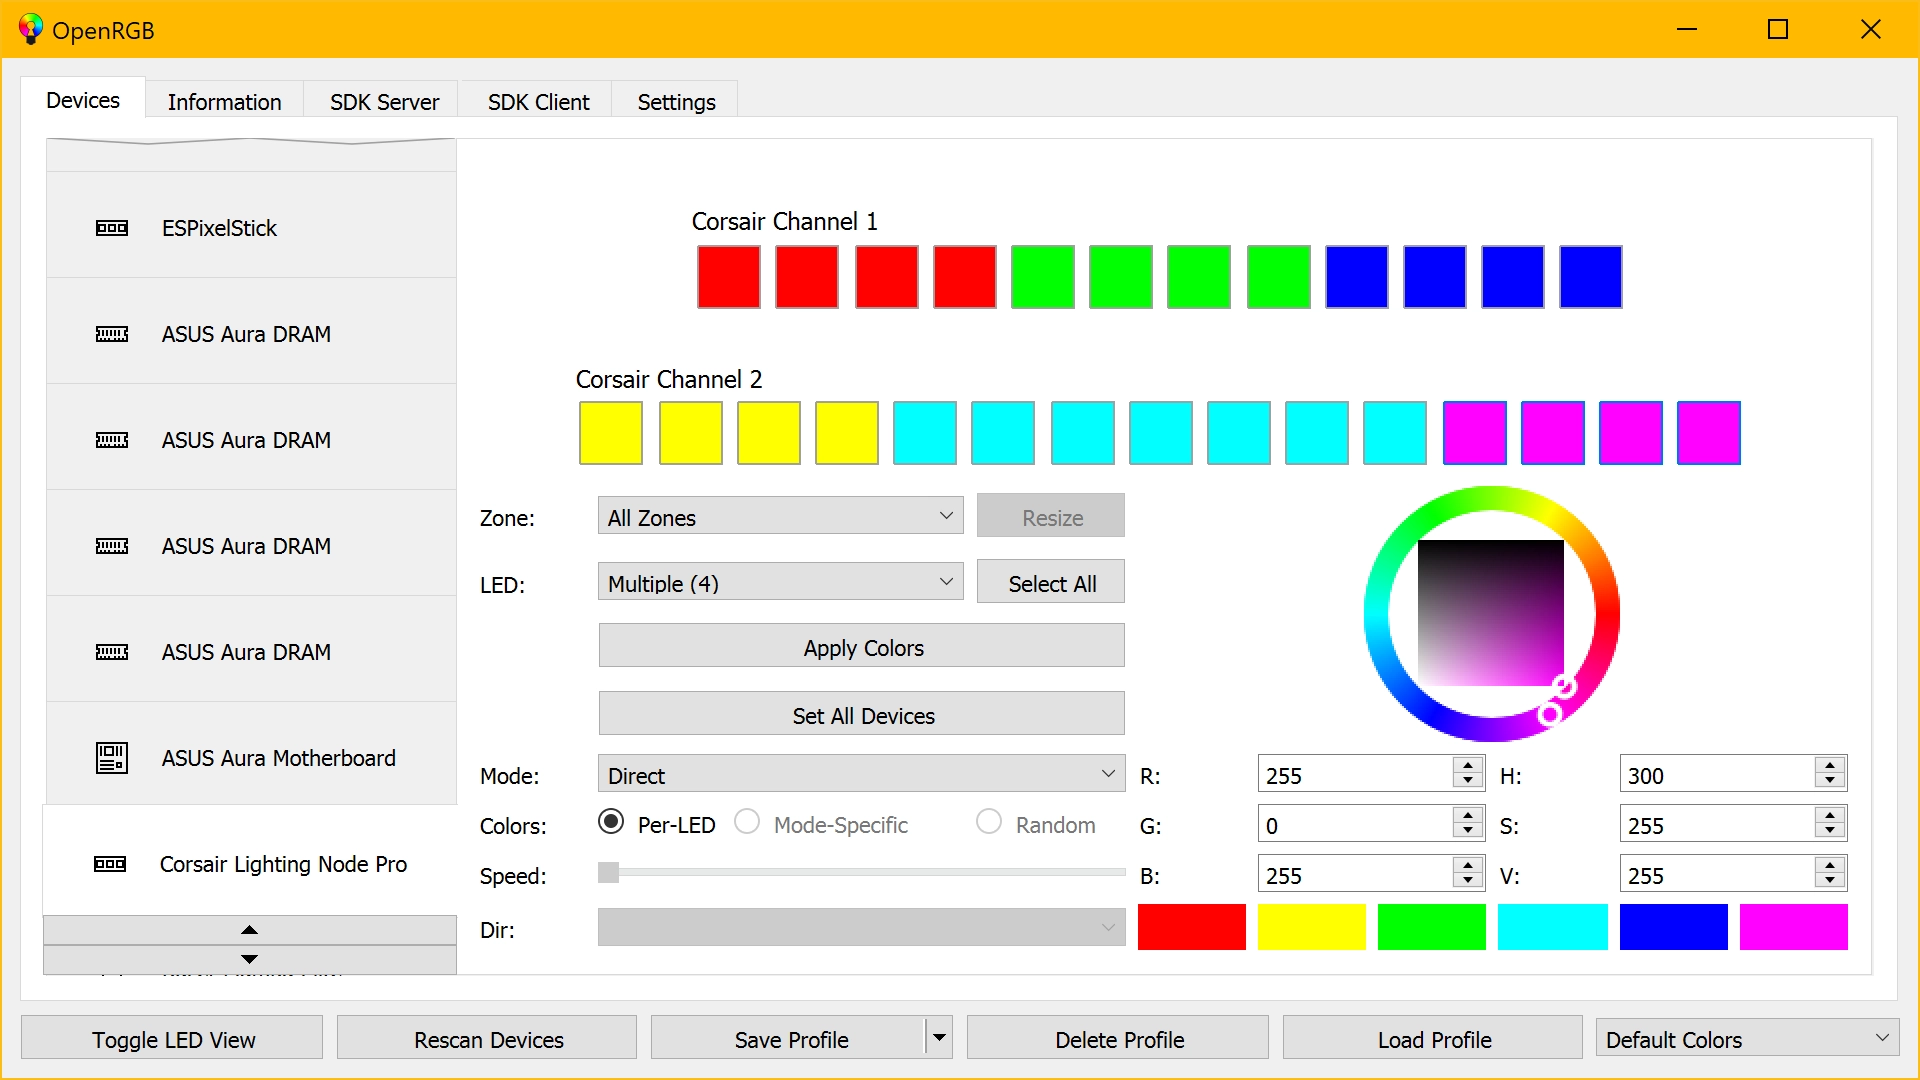 OpenRGB
Devices
Information
SDK Server
SDK Client
Settings
ESPixelStick
ASUS Aura DRAM
ASUS Aura DRAM
ASUS Aura DRAM
ASUS Aura DRAM
ASUS Aura Motherboard
Corsair Lighting Node Pro
Corsair Channel 1
Corsair Channel 2
Zone:
All Zones
Resize
LED:
Multiple (4)
Select All
Apply Colors
Set All Devices
Mode:
Direct
Colors:
Per-LED
Mode-Specific
Random
Speed:
Dir:
R:
255
H:
300
G:
0
S:
255
B:
255
V:
255
Toggle LED View
Rescan Devices
Save Profile
Delete Profile
Load Profile
Default Colors